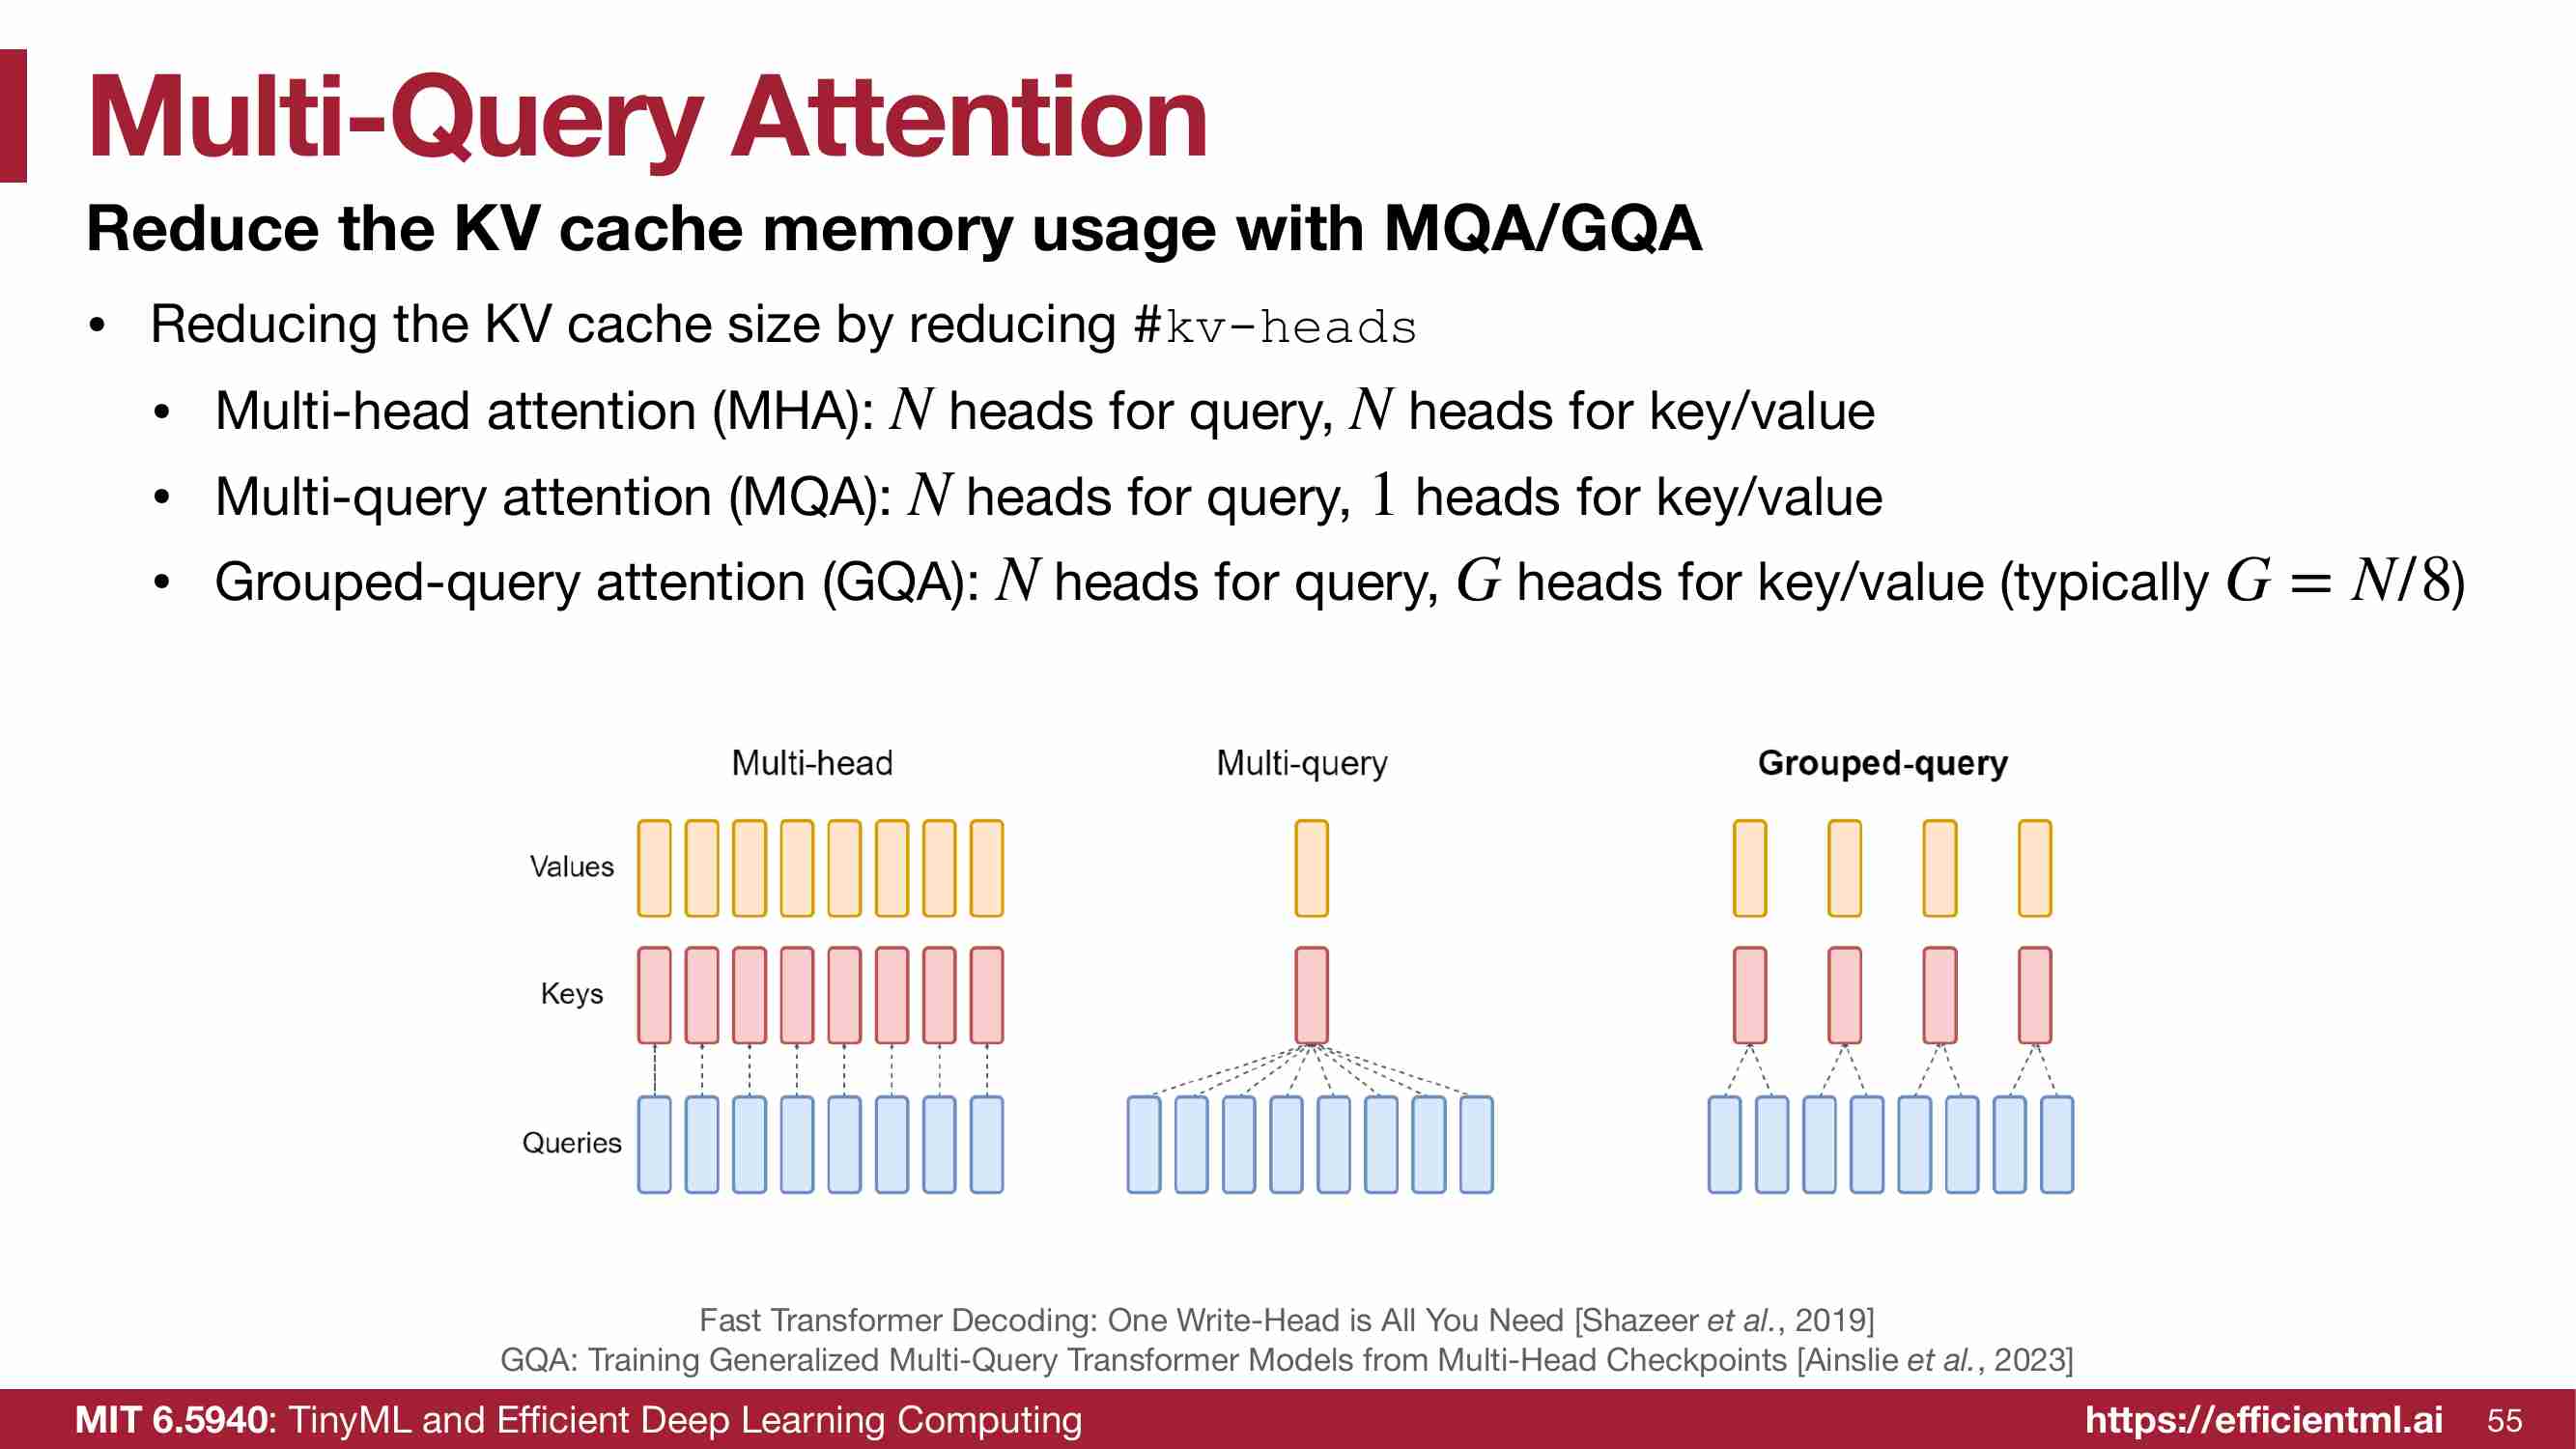 Multi-Query Attention
Reduce the KV cache memory usage with MQA/GQA
• Reducing the KV cache size by reducing #kv-heads
• Multi-head attention (MHA): N heads for query, N heads for key/value
• Multi-query attention (MQA): N heads for query, 1 heads for key/value
• Grouped-query attention (GQA): N heads for query, G heads for key/value (typically G = N/8)
Multi-head Multi-query Grouped-query
Values
Keys
Queries
Fast Transformer Decoding: One Write-Head is All You Need [Shazeer et al., 2019]
GQA: Training Generalized Multi-Query Transformer Models from Multi-Head Checkpoints [Ainslie et al., 2023]
MIT 6.5940: TinyML and Efficient Deep Learning Computing https://efficientml.ai 55